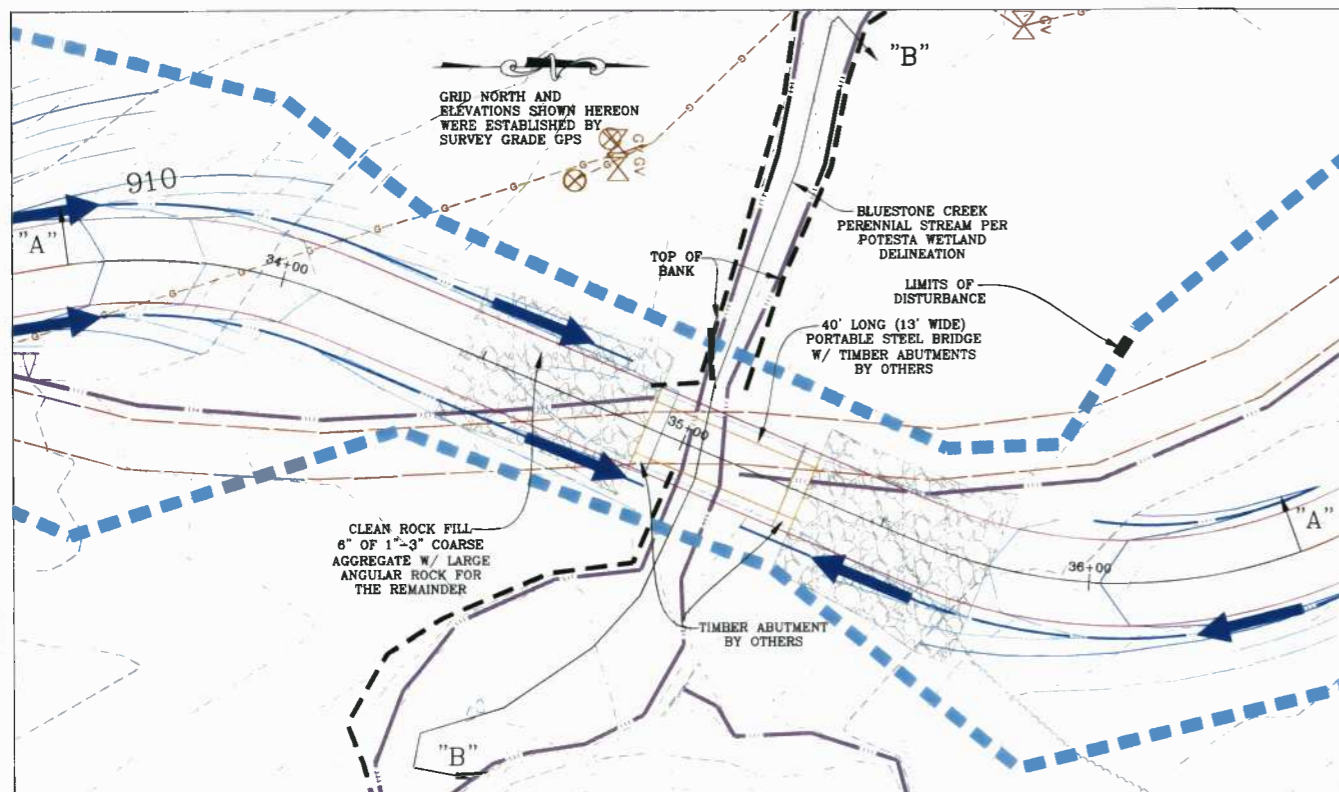 "B"
GV
GRID NORTH AND
ELEVATIONS SHOWN HEREON
WERE ESTABLISHED BY
SURVEY GRADE GPS
G
G
G
GV
G
G
910
"A"
34+00
G
G
G
BLUESTONE CREEK
PERENNIAL STREAM PER
POTESTA WETLAND
DELINEATION
TOP OF
BANK
LIMITS OF
DISTURBANCE
40' LONG (13' WIDE)
PORTABLE STEEL BRIDGE
W/ TIMBER ABUTMENTS
BY OTHERS
35+00
CLEAN ROCK FILL
6" OF 1"-3" COARSE
AGGREGATE W/ LARGE
ANGULAR ROCK FOR
THE REMAINDER
"A"
36+00
TIMBER ABUTMENT
BY OTHERS
"B"